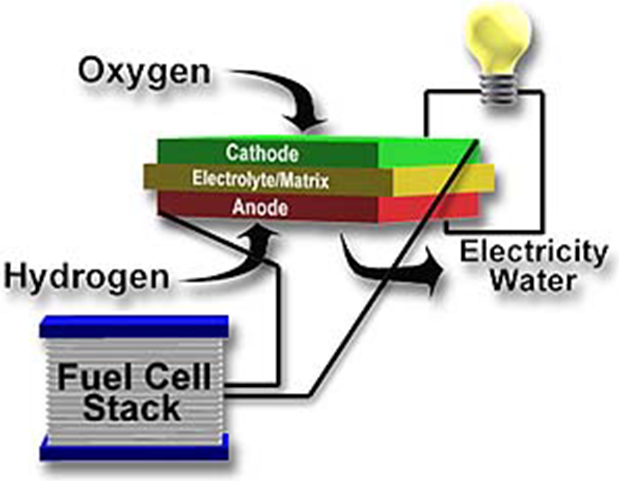 Oxygen
Cathode
Electrolyte/Matrix
Anode
Hydrogen
Electricity
Water
Fuel Cell
Stack